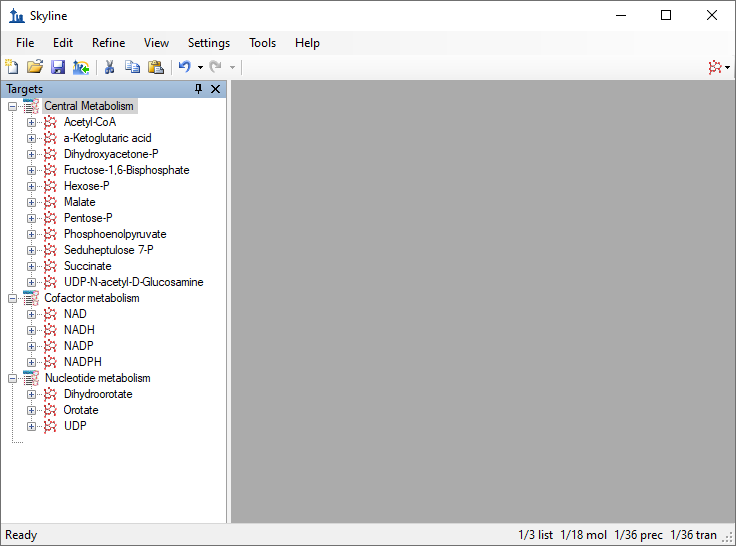 Skyline
File Edit Refine View Settings Tools Help
Targets
Central Metabolism
Acetyl-CoA
a-Ketoglutaric acid
Dihydroxyacetone-P
Fructose-1,6-Bisphosphate
Hexose-P
Malate
Pentose-P
Phosphoenolpyruvate
Seduheptulose 7-P
Succinate
UDP-N-acetyl-D-Glucosamine
Cofactor metabolism
NAD
NADH
NADP
NADPH
Nucleotide metabolism
Dihydroorotate
Orotate
UDP
Ready 1/3 list 1/18 mol 1/36 prec 1/36 tran